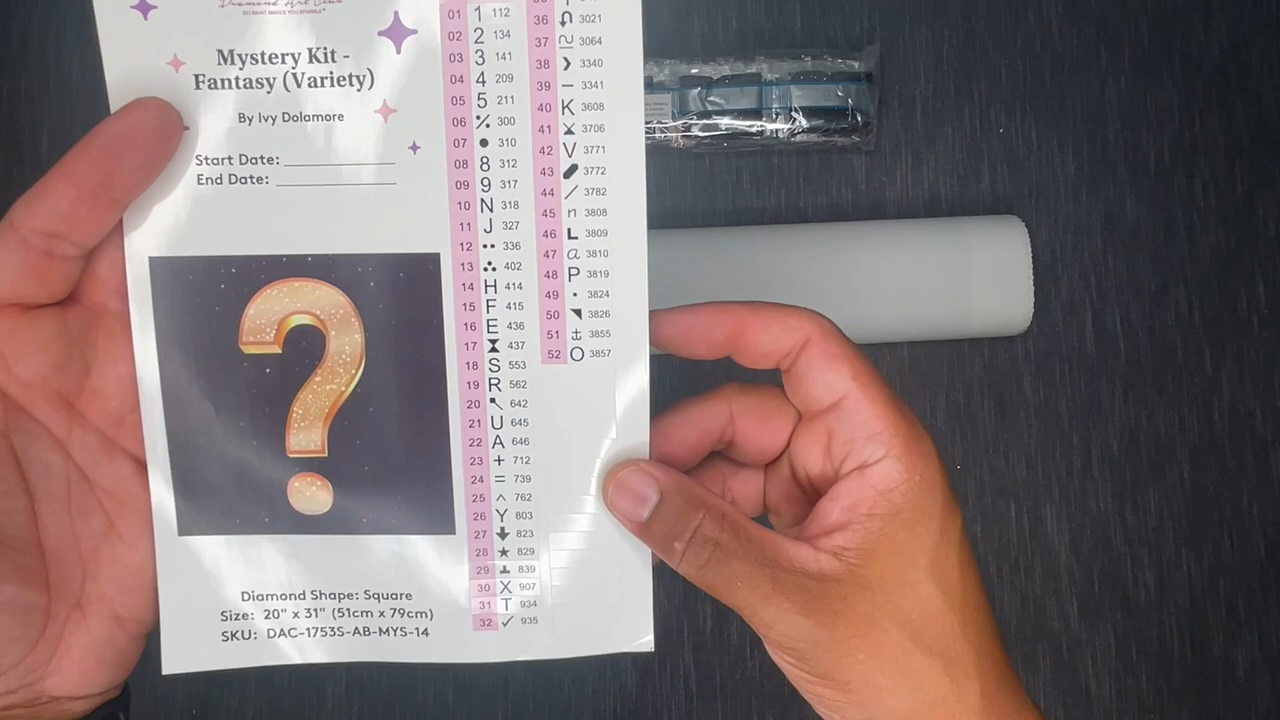 Diamond Art Club
Mystery Kit -
Fantasy (Variety)
By Ivy Dolamore
Start Date:
End Date:
Diamond Shape: Square
Size: 20" x 31" (51cm x 79cm)
SKU: DAC-1753S-AB-MYS-14
01 1 112
02 2 134
03 3 141
04 4 209
05 5 211
06 ٪ 300
07 ● 310
08 8 312
09 9 317
10 N 318
11 J 327
12 •• 336
13 ∴ 402
14 H 414
15 F 415
16 E 436
17 ⧗ 437
18 S 553
19 R 562
20 642
21 U 645
22 A 646
23 + 712
24 = 739
25 ^ 762
26 Y 803
27 🡇 823
28 ★ 829
29 839
30 X 907
31 T 934
32 ✓ 935
36 3021
37 3064
38 ❯ 3340
39 – 3341
40 K 3608
41 3706
42 V 3771
43 3772
44 / 3782
45 n 3808
46 L 3809
47 a 3810
48 P 3819
49 ▪ 3824
50 ◥ 3826
51 ⚓ 3855
52 O 3857